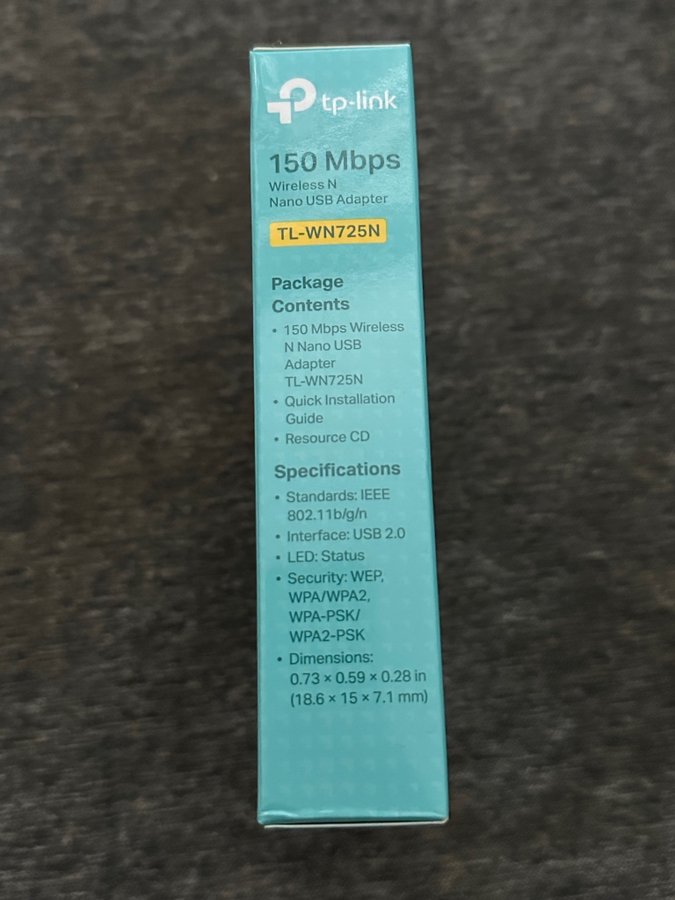 tp-link
150 Mbps
Wireless N
Nano USB Adapter
TL-WN725N
Package
Contents
• 150 Mbps Wireless
N Nano USB
Adapter
TL-WN725N
• Quick Installation
Guide
• Resource CD
Specifications
• Standards: IEEE
802.11b/g/n
• Interface: USB 2.0
• LED: Status
• Security: WEP,
WPA/WPA2,
WPA-PSK/
WPA2-PSK
• Dimensions:
0.73 × 0.59 × 0.28 in
(18.6 × 15 × 7.1 mm)